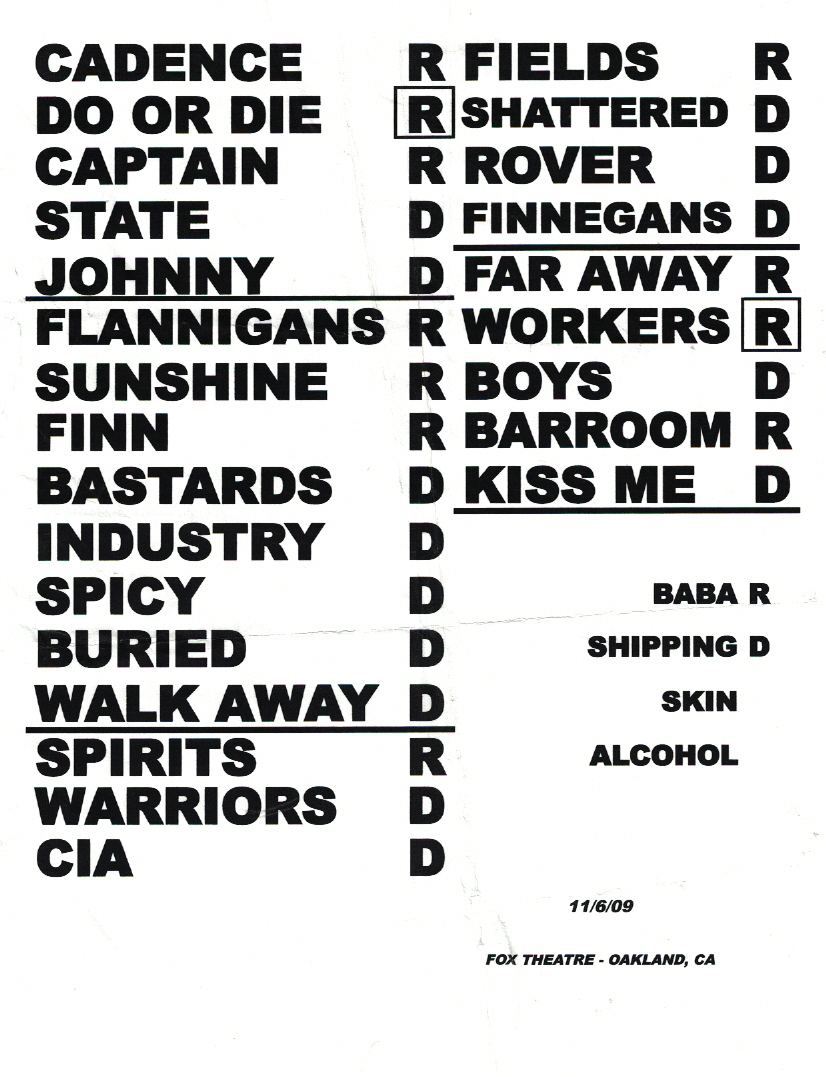 CADENCE R
DO OR DIE R
CAPTAIN R
STATE D
JOHNNY D
FLANNIGANS R
SUNSHINE R
FINN R
BASTARDS D
INDUSTRY D
SPICY D
BURIED D
WALK AWAY D
SPIRITS R
WARRIORS D
CIA D
FIELDS R
SHATTERED D
ROVER D
FINNEGANS D
FAR AWAY R
WORKERS R
BOYS D
BARROOM R
KISS ME D
BABA R
SHIPPING D
SKIN
ALCOHOL
11/6/09
FOX THEATRE - OAKLAND, CA